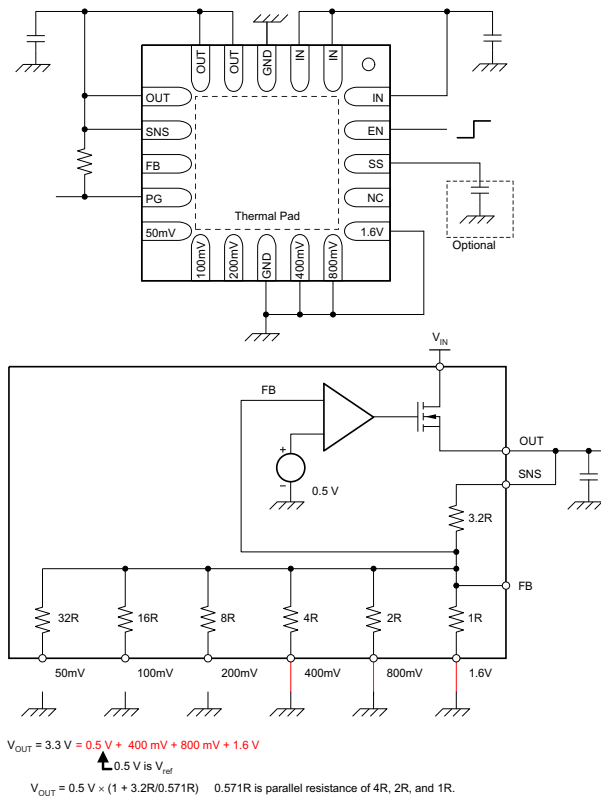 OUT
OUT
GND
IN
IN
OUT
SNS
FB
PG
50mV
IN
EN
SS
NC
1.6V
Thermal Pad
100mV
200mV
GND
400mV
800mV
Optional
V_IN
FB
OUT
SNS
+
−
0.5 V
3.2R
FB
32R
16R
8R
4R
2R
1R
50mV
100mV
200mV
400mV
800mV
1.6V
V_OUT = 3.3 V = 0.5 V + 400 mV + 800 mV + 1.6 V
0.5 V is V_ref
V_OUT = 0.5 V × (1 + 3.2R/0.571R) 0.571R is parallel resistance of 4R, 2R, and 1R.